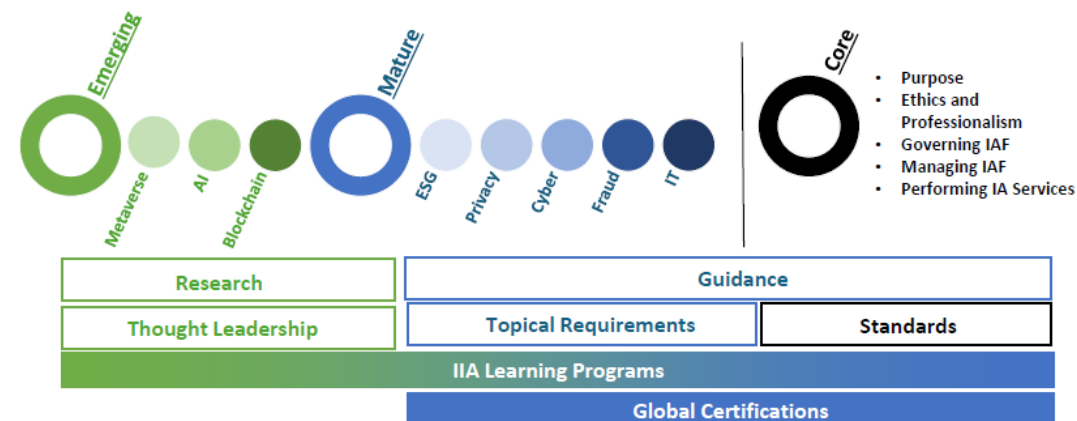 Emerging
Metaverse
AI
Blockchain
Mature
ESG
Privacy
Cyber
Fraud
IT
Core
• Purpose
• Ethics and
Professionalism
• Governing IAF
• Managing IAF
• Performing IA Services
Research
Guidance
Thought Leadership
Topical Requirements
Standards
IIA Learning Programs
Global Certifications